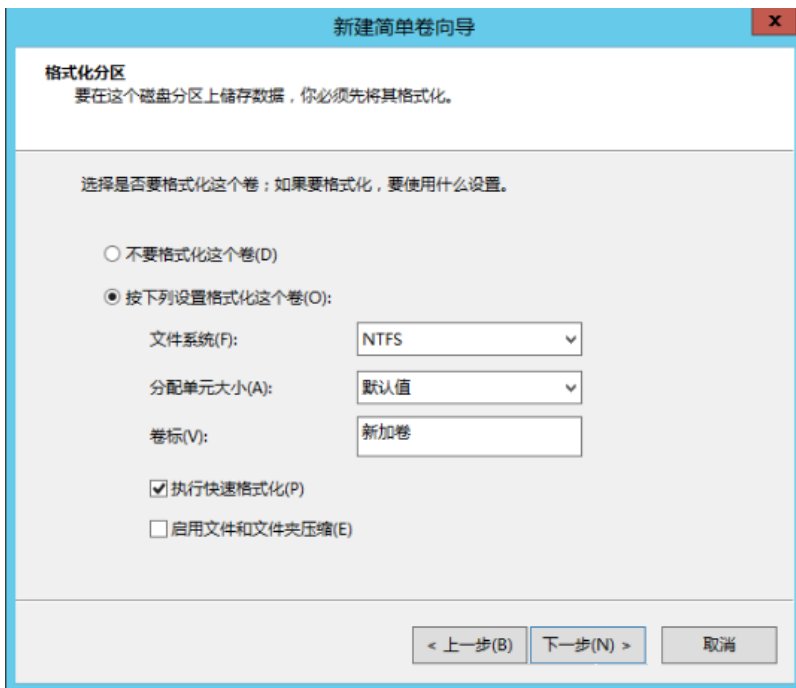 新建简单卷向导
x
格式化分区
要在这个磁盘分区上储存数据，你必须先将其格式化。
选择是否要格式化这个卷；如果要格式化，要使用什么设置。
不要格式化这个卷(D)
按下列设置格式化这个卷(O):
文件系统(F): NTFS
分配单元大小(A): 默认值
卷标(V): 新加卷
执行快速格式化(P)
启用文件和文件夹压缩(E)
< 上一步(B) 下一步(N) > 取消